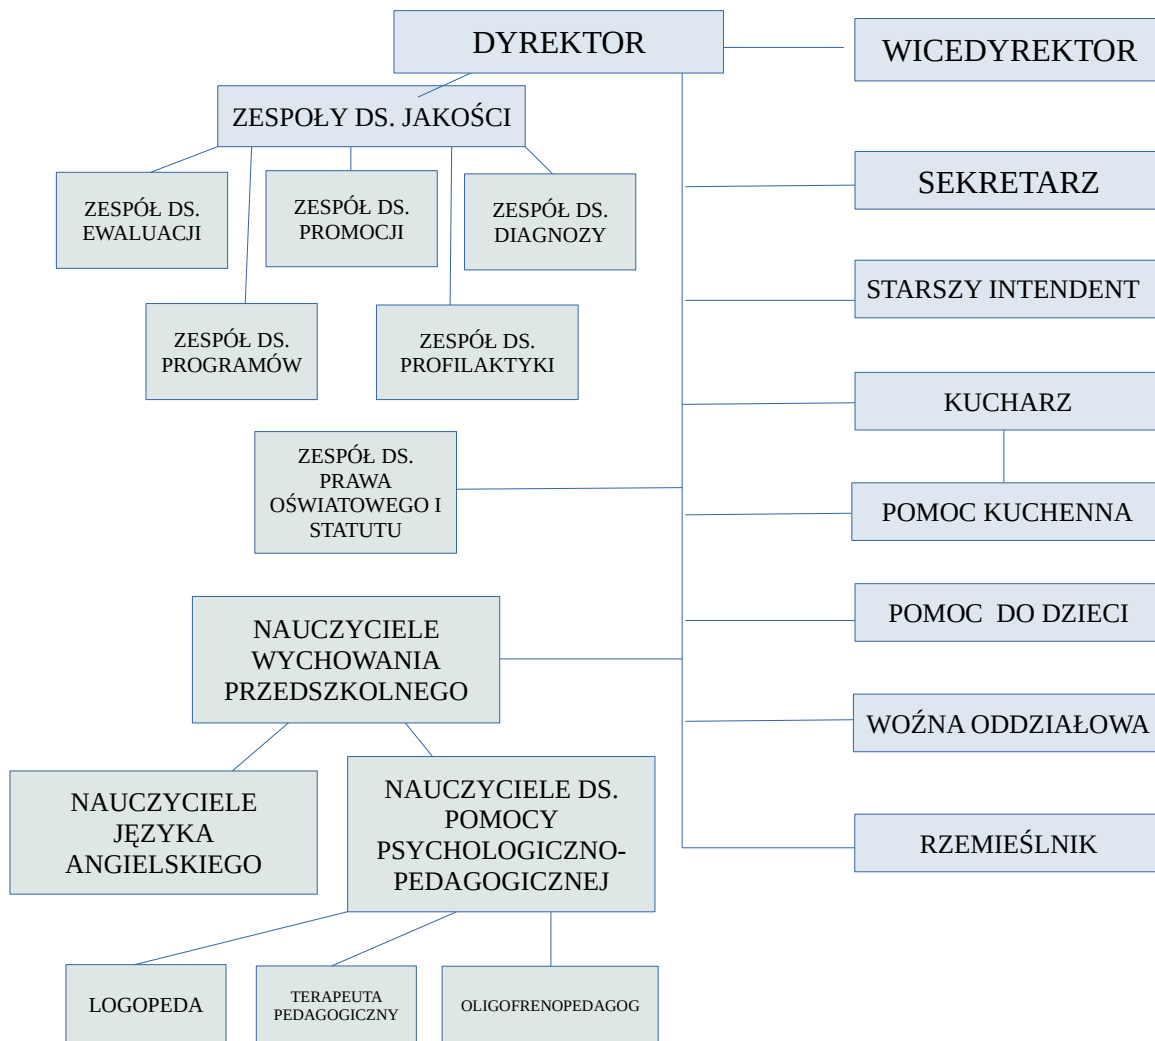 DYREKTOR
WICEDYREKTOR
ZESPOŁY DS. JAKOŚCI
ZESPÓŁ DS.
EWALUACJI
ZESPÓŁ DS.
PROMOCJI
ZESPÓŁ DS.
DIAGNOZY
SEKRETARZ
STARSZY INTENDENT
ZESPÓŁ DS.
PROGRAMÓW
ZESPÓŁ DS.
PROFILAKTYKI
KUCHARZ
ZESPÓŁ DS.
PRAWA
OŚWIATOWEGO I
STATUTU
POMOC KUCHENNA
POMOC  DO DZIECI
NAUCZYCIELE
WYCHOWANIA
PRZEDSZKOLNEGO
WOŹNA ODDZIAŁOWA
NAUCZYCIELE
JĘZYKA
ANGIELSKIEGO
NAUCZYCIELE DS.
POMOCY
PSYCHOLOGICZNO-
PEDAGOGICZNEJ
RZEMIEŚLNIK
LOGOPEDA
TERAPEUTA
PEDAGOGICZNY
OLIGOFRENOPEDAGOG